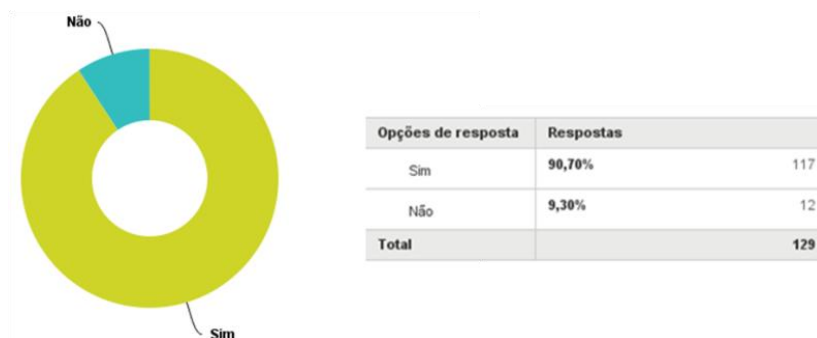 Não
Sim
Opções de resposta Respostas
Sim 90,70% 117
Não 9,30% 12
Total 129